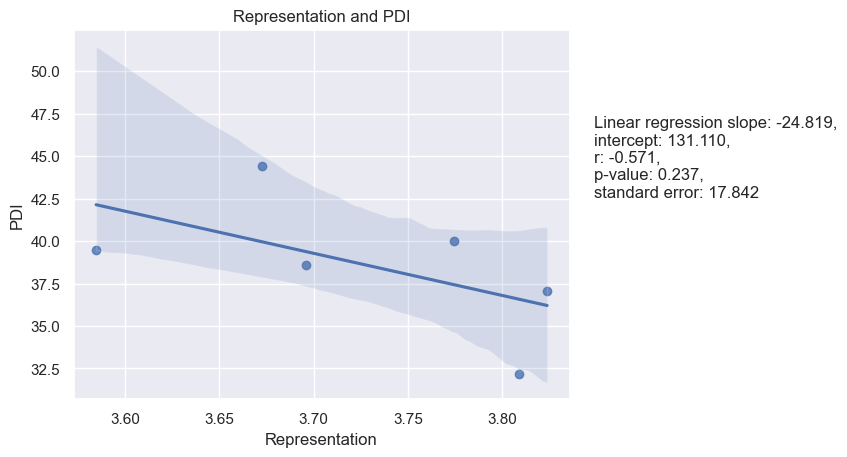 Representation and PDI
50.0
47.5
45.0
42.5
40.0
37.5
35.0
32.5
PDI
3.60 3.65 3.70 3.75 3.80
Representation
Linear regression slope: -24.819,
intercept: 131.110,
r: -0.571,
p-value: 0.237,
standard error: 17.842